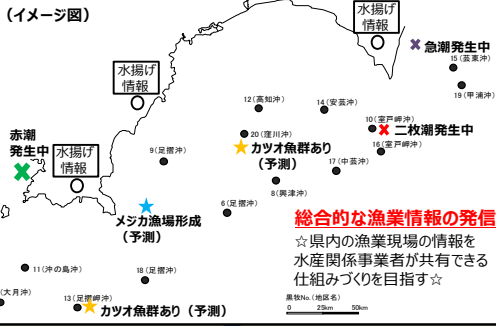 (イメージ図)
水揚げ
情報
急潮発生中
15(芸東沖)
水揚げ
情報
19(甲浦沖)
12(高知沖)
14(安芸沖)
10(室戸岬沖)
二枚潮発生中
赤潮
発生中
水揚げ
情報
20(窪川沖)
16(室戸岬沖)
カツオ魚群あり
(予測)
9(足摺沖)
17(中芸沖)
8(興津沖)
メジカ漁場形成
(予測)
6(足摺沖)
総合的な漁業情報の発信
☆県内の漁業現場の情報を
水産関係事業者が共有できる
仕組みづくりを目指す☆
11(沖の島沖)
18(足摺沖)
(大月沖)
13(足摺岬沖)
カツオ魚群あり(予測)
黒牧No.(地区名)
0 25km 50km